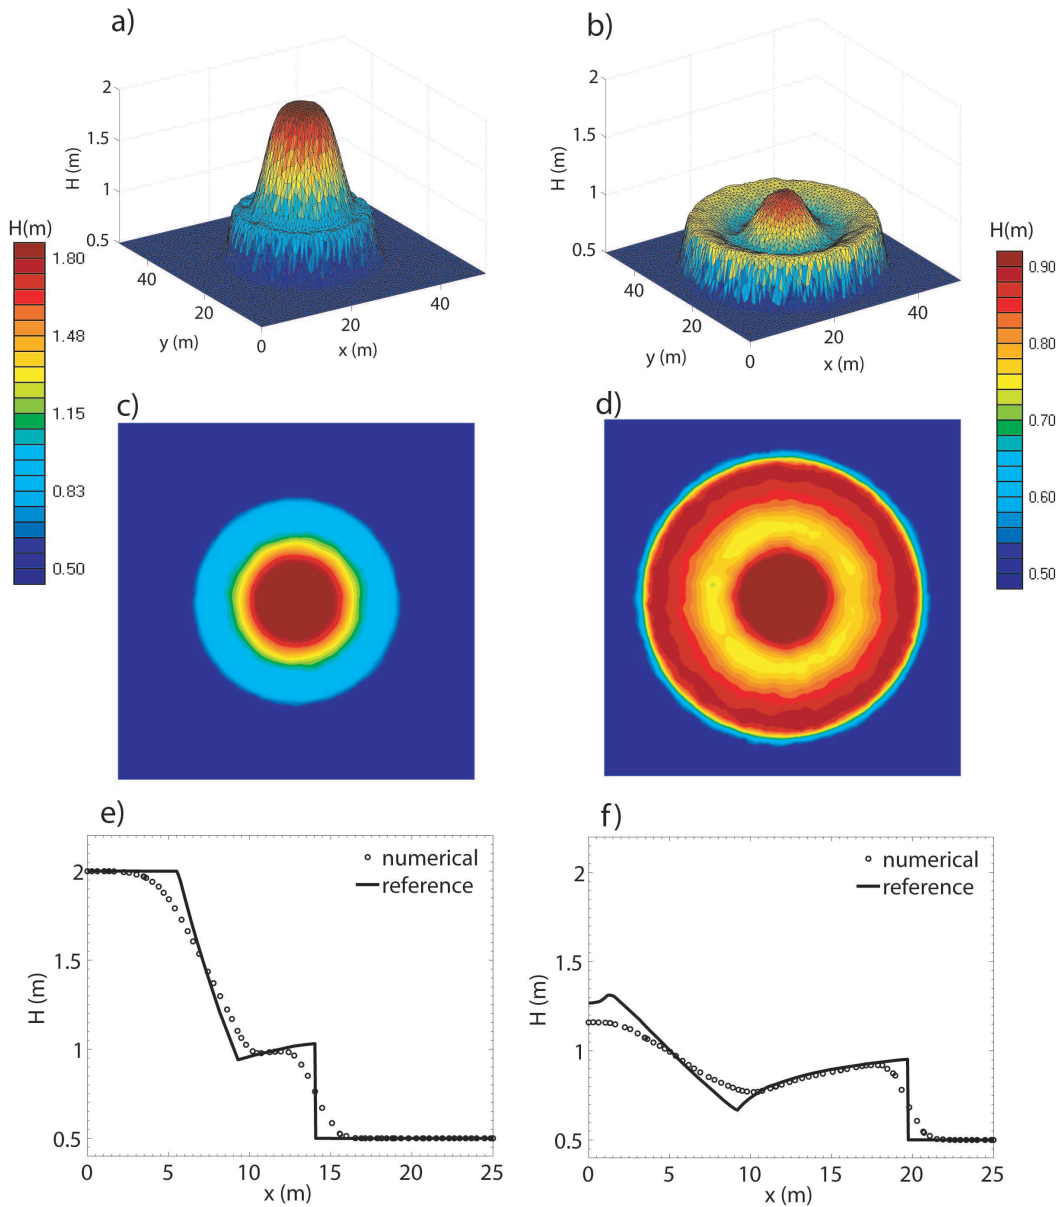 a)
b)
2
1.5
1
0.5
H (m)
40
20
0
y (m)
20
40
x (m)
2
1.5
1
0.5
H (m)
40
20
0
y (m)
20
40
x (m)
H(m)
1.80
1.48
1.15
0.83
0.50
H(m)
0.90
0.80
0.70
0.60
0.50
c)
d)
e)
numerical
reference
2
1.5
1
0.5
H (m)
0
5
10
15
20
25
x (m)
f)
numerical
reference
2
1.5
1
0.5
H (m)
0
5
10
15
20
25
x (m)